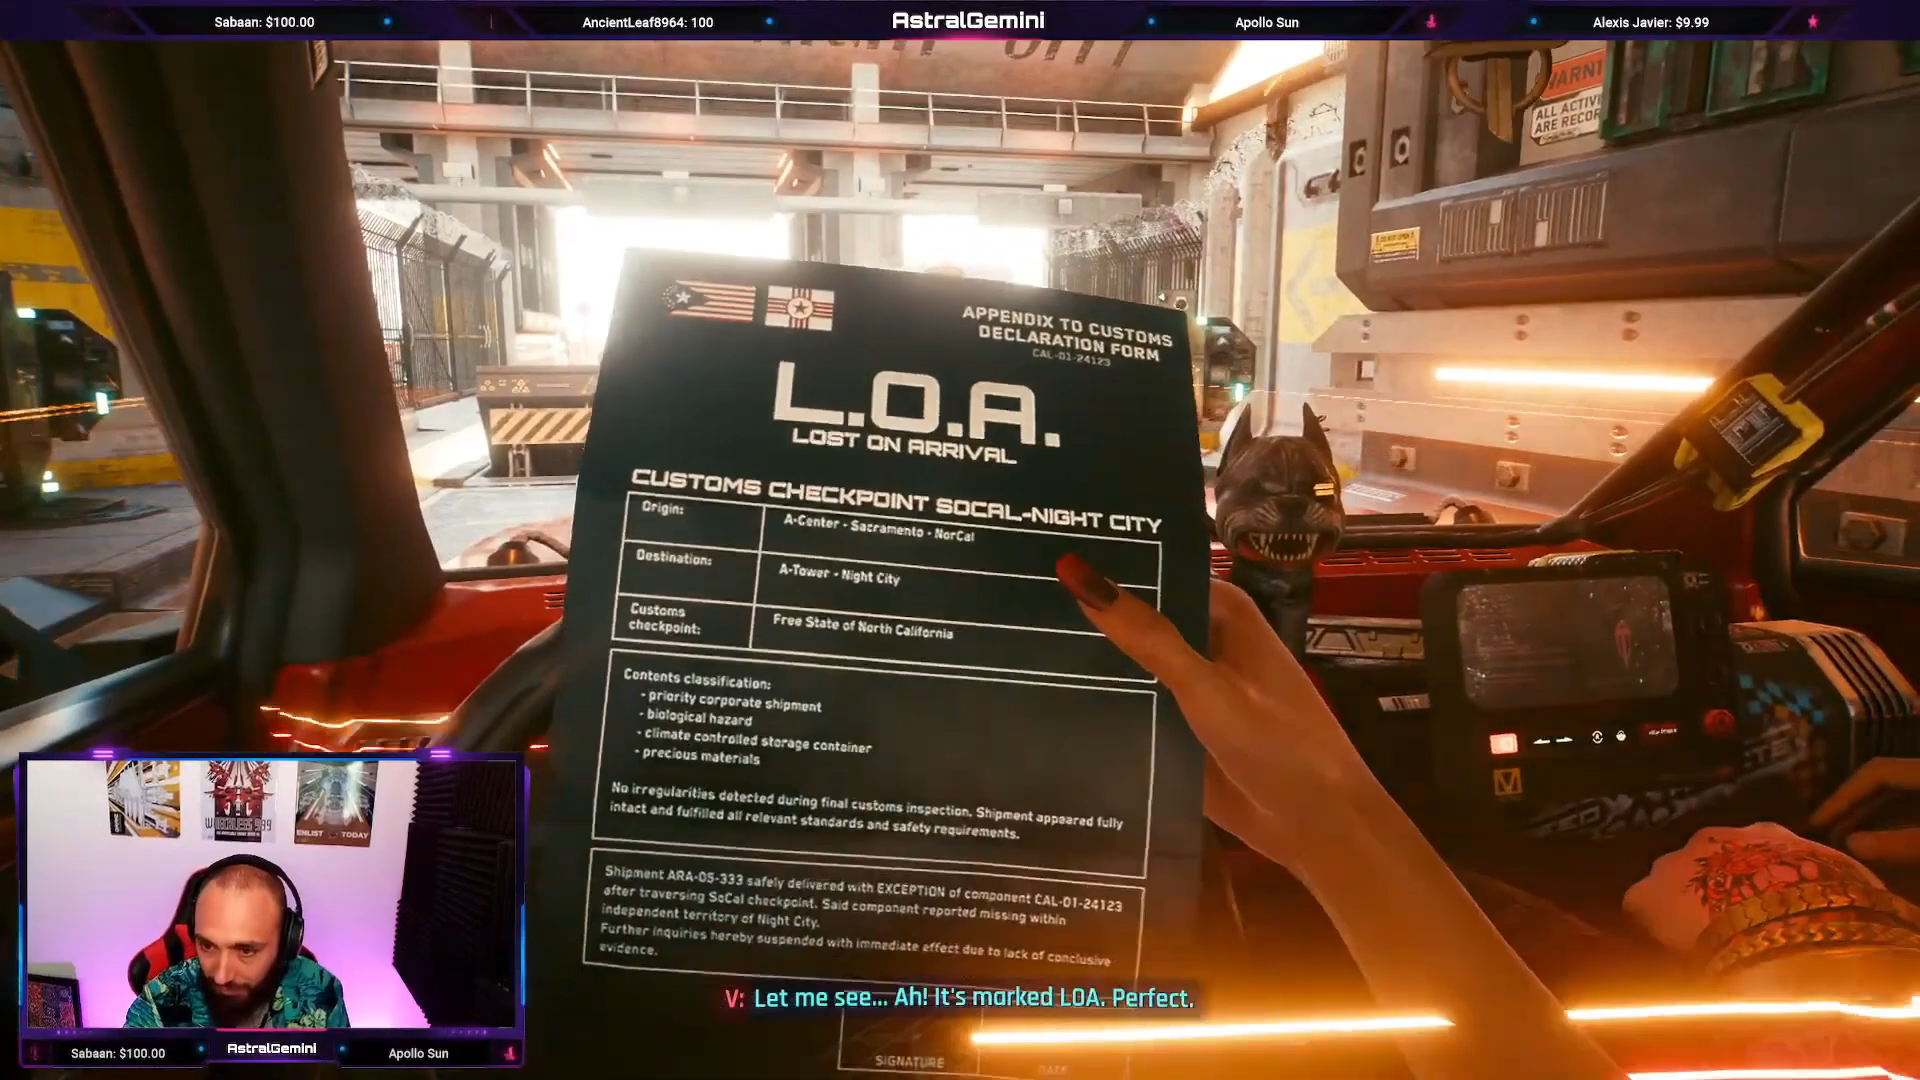 Sabaan: $100.00
AncientLeaf8964: 100
AstralGemini
Apollo Sun
Alexis Javier: $9.99
ALL ACTIVI
ARE RECOR
APPENDIX TO CUSTOMS
DECLARATION FORM
CAL-01-24123
L.O.A.
LOST ON ARRIVAL
CUSTOMS CHECKPOINT SOCAL-NIGHT CITY
Origin:
A-Center - Sacramento - NorCal
Destination:
A-Tower - Night City
Customs
checkpoint:
Free State of North California
Contents classification:
- priority corporate shipment
- biological hazard
- climate controlled storage container
- precious materials
No irregularities detected during final customs inspection. Shipment appeared fully
intact and fulfilled all relevant standards and safety requirements.
Shipment ARA-05-333 safely delivered with EXCEPTION of component CAL-01-24123
after traversing SoCal checkpoint. Said component reported missing within
independent territory of Night City.
Further inquiries hereby suspended with immediate effect due to lack of conclusive
evidence.
V: Let me see... Ah! It's marked LOA. Perfect.
SIGNATURE
DATE
ENLIST TODAY
Sabaan: $100.00
AstralGemini
Apollo Sun